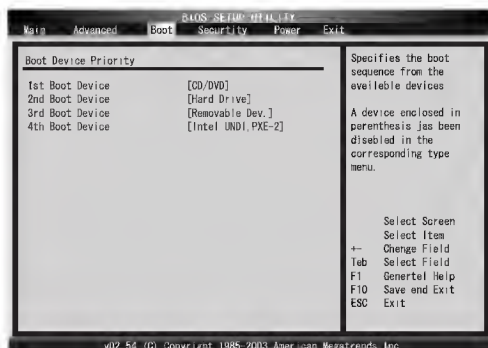 BIOS SETUP UTILITY
Main Advanced Boot Securtity Power Exit
Boot Device Priority
1st Boot Device [CD/DVD]
2nd Boot Device [Hard Drive]
3rd Boot Device [Removable Dev.]
4th Boot Device [Intel UNDI,PXE-2]
Specifies the boot
sequence from the
eveileble devices
A device enclosed in
parenthesis jas been
disebled in the
corresponding type
menu.
Select Screen
Select Item
+- Chenge Field
Teb Select Field
F1 Genertel Help
F10 Save end Exit
ESC Exit
v02.54 (C) Copyright 1985-2003 American Megatrends Inc